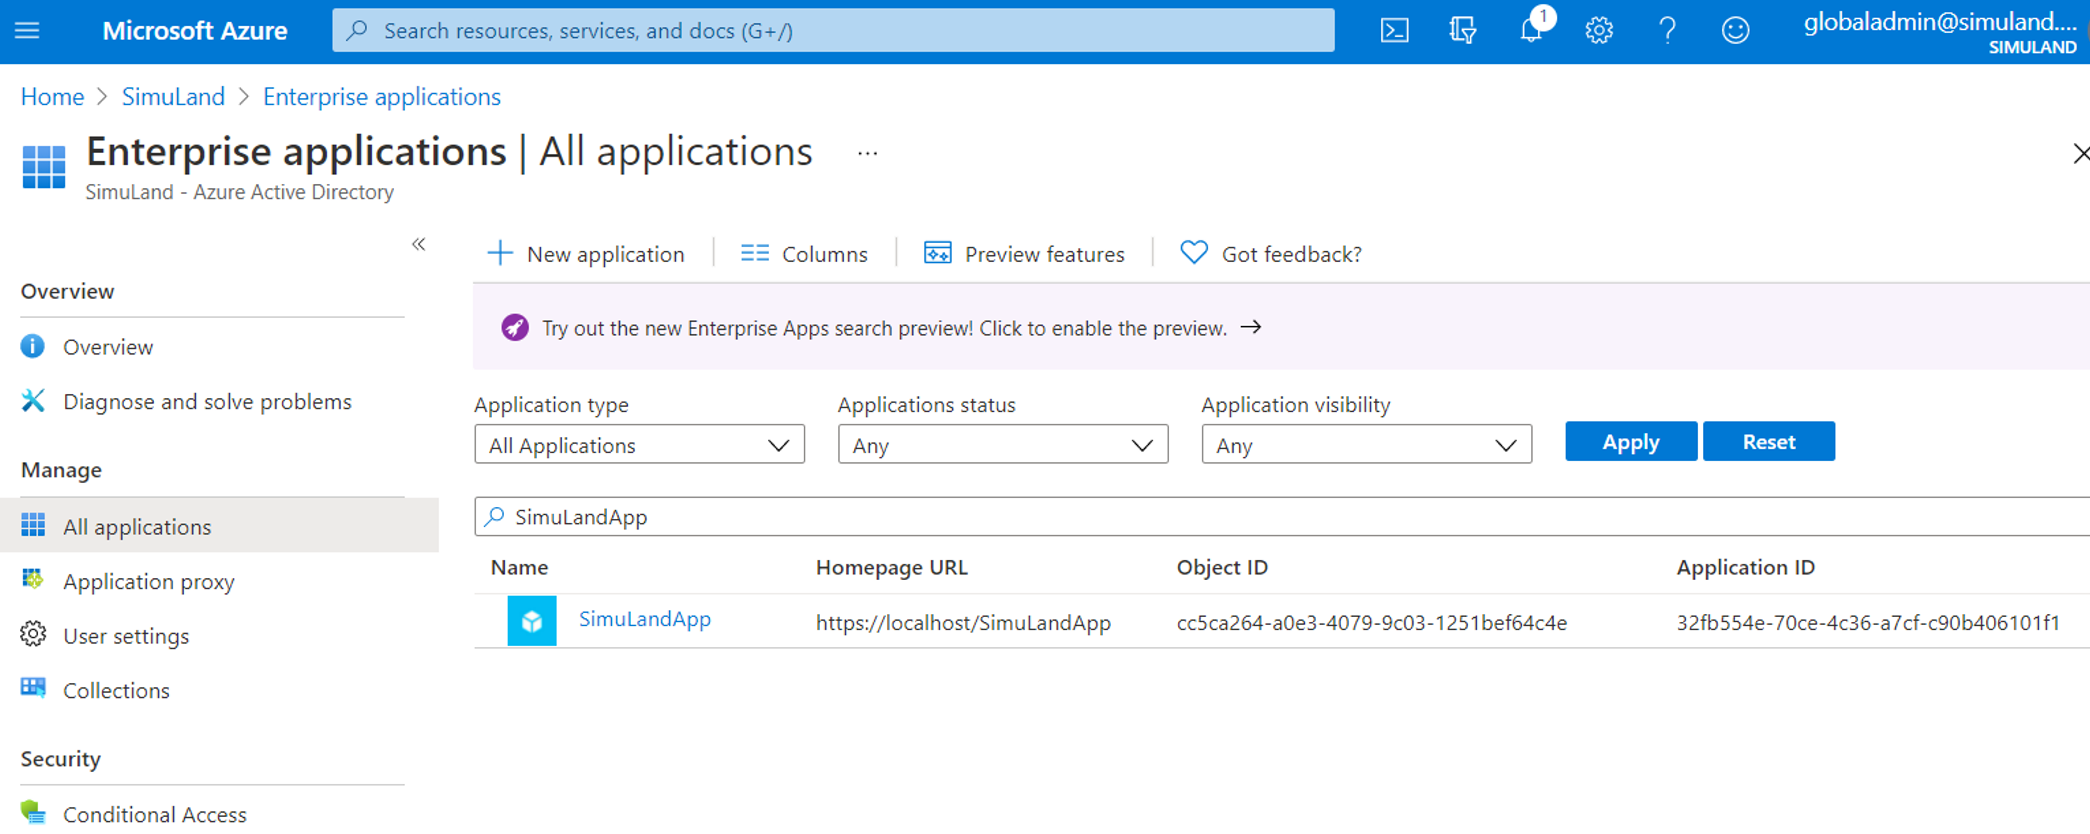 Microsoft Azure
Search resources, services, and docs (G+/)
1
globaladmin@simuland....
SIMULAND
Home > SimuLand > Enterprise applications
Enterprise applications | All applications ...
SimuLand - Azure Active Directory
«
New application
Columns
Preview features
Got feedback?
Overview
Overview
Diagnose and solve problems
Manage
All applications
Application proxy
User settings
Collections
Security
Conditional Access
Try out the new Enterprise Apps search preview! Click to enable the preview. →
Application type
Applications status
Application visibility
All Applications
Any
Any
Apply
Reset
SimuLandApp
Name Homepage URL Object ID Application ID
SimuLandApp https://localhost/SimuLandApp cc5ca264-a0e3-4079-9c03-1251bef64c4e 32fb554e-70ce-4c36-a7cf-c90b406101f1